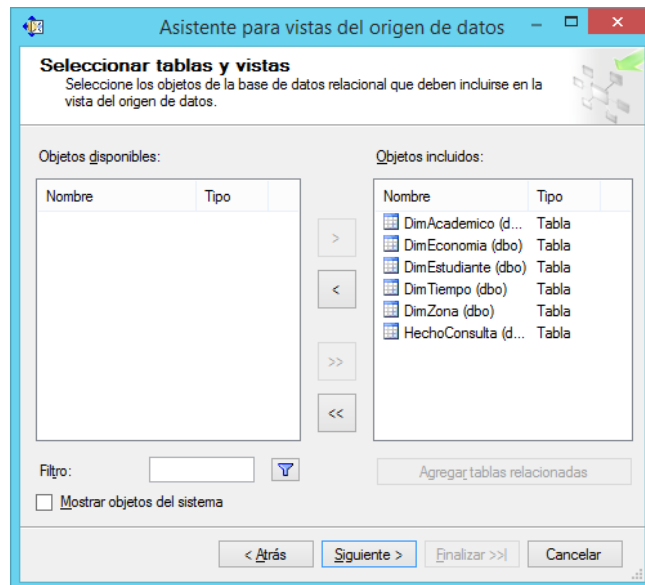 Asistente para vistas del origen de datos
Seleccionar tablas y vistas
Seleccione los objetos de la base de datos relacional que deben incluirse en la
vista del origen de datos.
Objetos disponibles:
Nombre Tipo
>
<
>>
<<
Objetos incluidos:
Nombre Tipo
DimAcademico (d... Tabla
DimEconomia (dbo) Tabla
DimEstudiante (dbo) Tabla
DimTiempo (dbo) Tabla
DimZona (dbo) Tabla
HechoConsulta (d... Tabla
Filtro:
Agregar tablas relacionadas
Mostrar objetos del sistema
< Atrás Siguiente > Finalizar >>| Cancelar